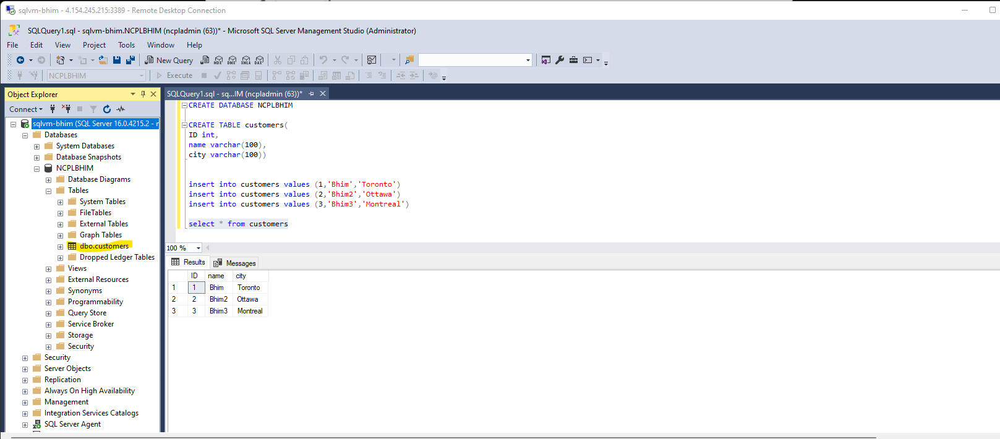 sqlvm-bhim - 4.154.245.215:3389 - Remote Desktop Connection
SQLQuery1.sql - sqlvm-bhim.NCPLBHIM (ncpladmin (63))* - Microsoft SQL Server Management Studio (Administrator)
File Edit View Project Tools Window Help
New Query MDX DMX XMLA DAX
NCPLBHIM Execute
Object Explorer
Connect
sqlvm-bhim (SQL Server 16.0.4215.2 -
Databases
System Databases
Database Snapshots
NCPLBHIM
Database Diagrams
Tables
System Tables
FileTables
External Tables
Graph Tables
dbo.customers
Dropped Ledger Tables
Views
External Resources
Synonyms
Programmability
Query Store
Service Broker
Storage
Security
Security
Server Objects
Replication
Always On High Availability
Management
Integration Services Catalogs
SQL Server Agent
SQLQuery1.sql - sq...IM (ncpladmin (63))*
CREATE DATABASE NCPLBHIM
CREATE TABLE customers(
ID int,
name varchar(100),
city varchar(100))
insert into customers values (1,'Bhim','Toronto')
insert into customers values (2,'Bhim2','Ottawa')
insert into customers values (3,'Bhim3','Montreal')
select * from customers
100 %
Results Messages
ID name city
1 1 Bhim Toronto
2 2 Bhim2 Ottawa
3 3 Bhim3 Montreal